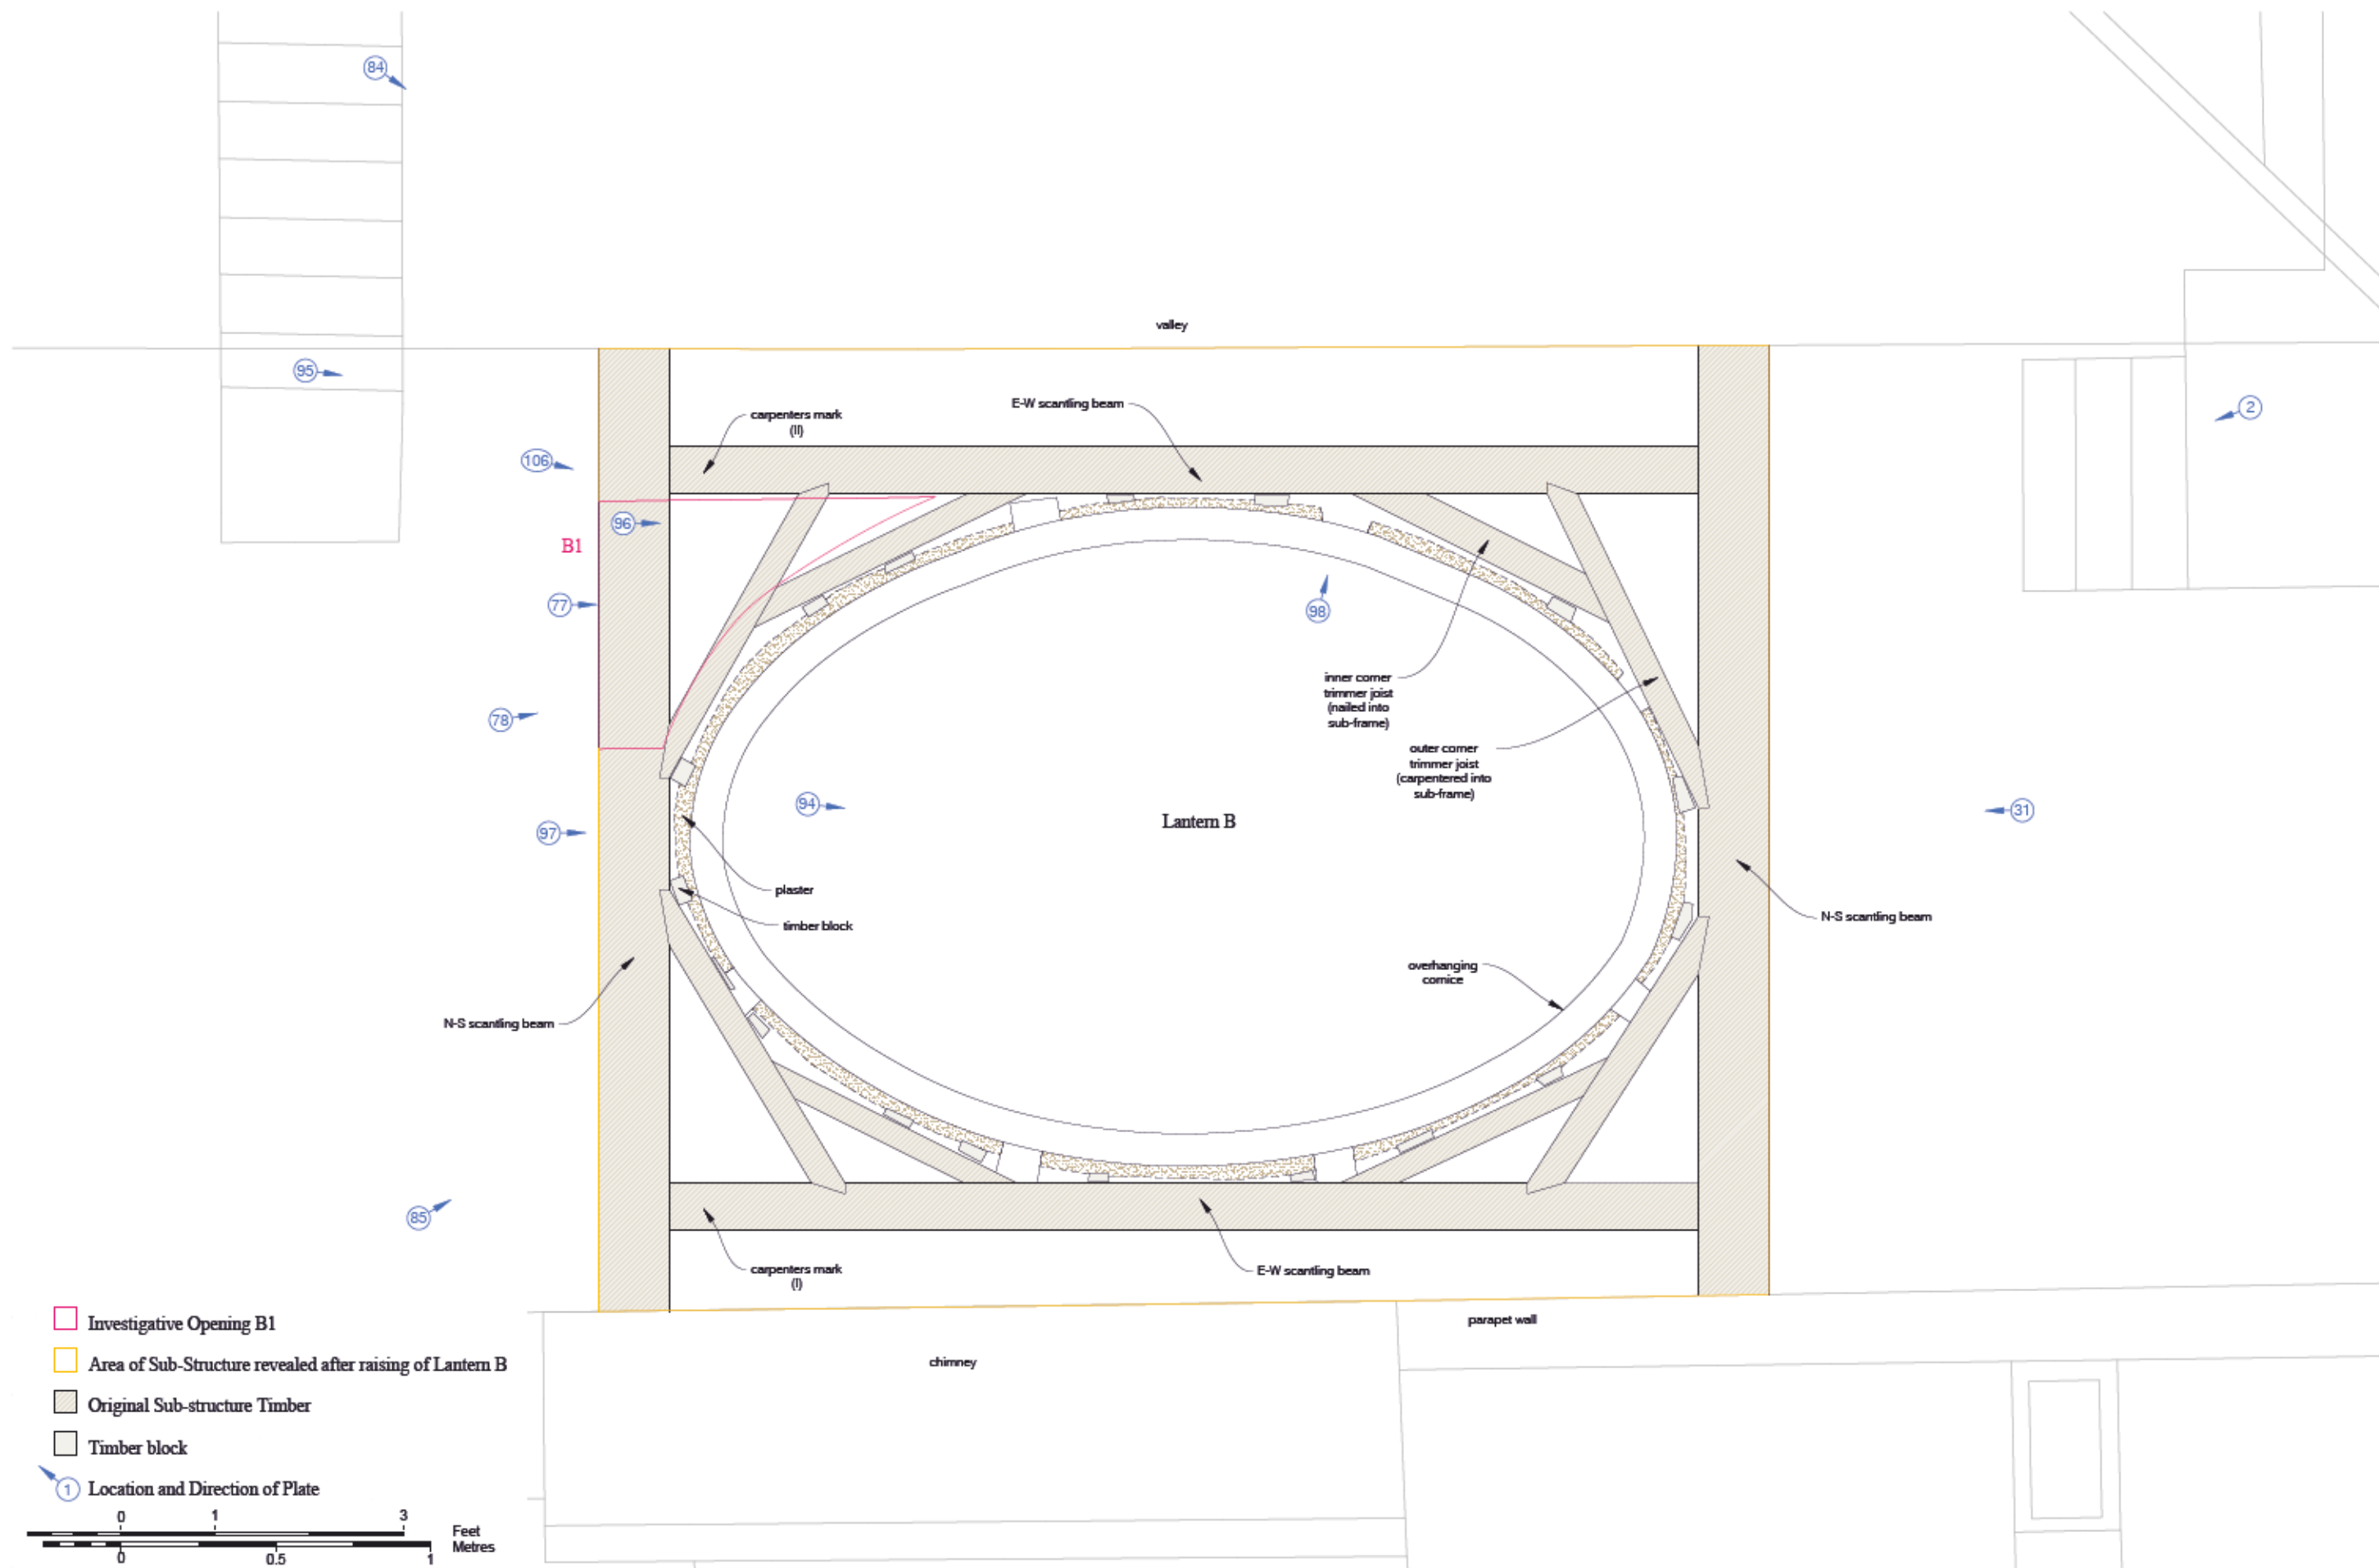 84
valley
95
2
E-W scantling beam
carpenters mark
(II)
106
96
B1
77
98
inner corner
trimmer joist
(nailed into
sub-frame)
78
outer corner
trimmer joist
(carpentered into
sub-frame)
94
31
Lantern B
97
plaster
N-S scantling beam
timber block
overhanging
cornice
N-S scantling beam
85
carpenters mark
(I)
E-W scantling beam
parapet wall
chimney
Investigative Opening B1
Area of Sub-Structure revealed after raising of Lantern B
Original Sub-structure Timber
Timber block
1 Location and Direction of Plate
0 1 3
Feet
Metres
0 0.5 1